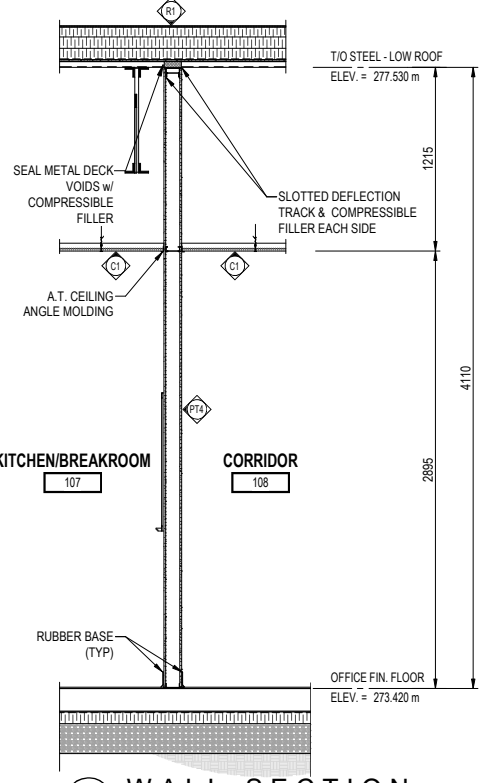 R1
T/O STEEL - LOW ROOF
ELEV. = 277.530 m
1215
SEAL METAL DECK
VOIDS w/
COMPRESSIBLE
FILLER
SLOTTED DEFLECTION
TRACK & COMPRESSIBLE
FILLER EACH SIDE
C1
C1
A.T. CEILING
ANGLE MOLDING
4110
PT4
KITCHEN/BREAKROOM
107
CORRIDOR
108
2895
RUBBER BASE
(TYP)
OFFICE FIN. FLOOR
ELEV. = 273.420 m
WALL SECTION